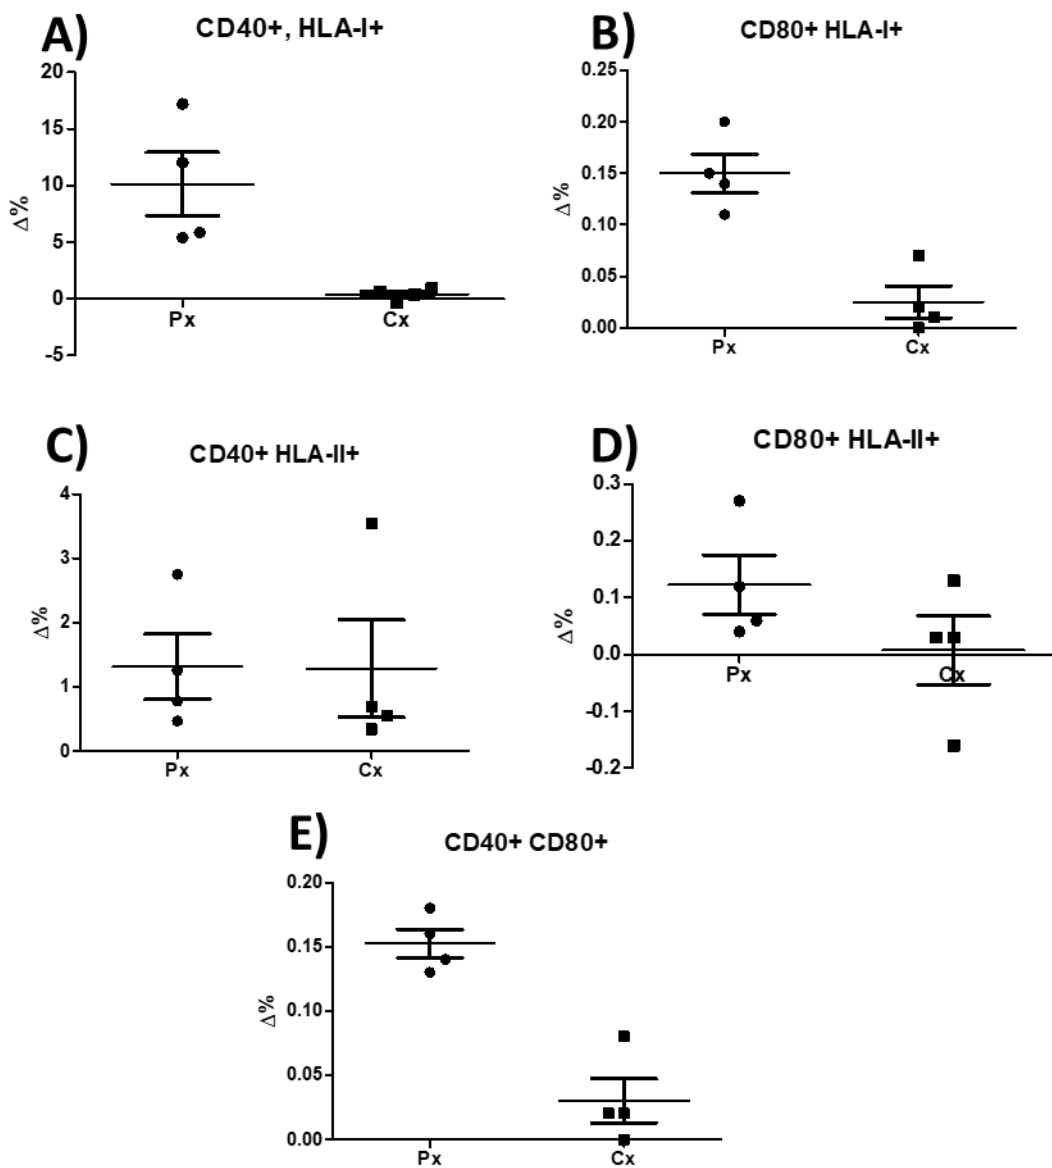 A)
CD40+, HLA-I+
20
15
10
5
0
-5
Δ%
Px
Cx
B)
CD80+ HLA-I+
0.25
0.20
0.15
0.10
0.05
0.00
Δ%
Px
Cx
C)
CD40+ HLA-II+
4
3
2
1
0
Δ%
Px
Cx
D)
CD80+ HLA-II+
0.3
0.2
0.1
0.0
-0.1
-0.2
Δ%
Px
Cx
E)
CD40+ CD80+
0.20
0.15
0.10
0.05
0.00
Δ%
Px
Cx